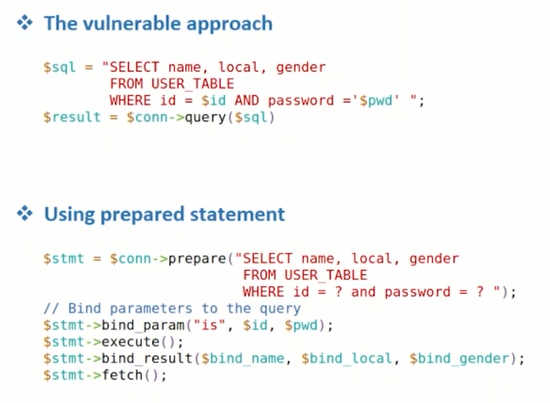 ❖ The vulnerable approach
$sql = "SELECT name, local, gender
FROM USER_TABLE
WHERE id = $id AND password ='$pwd' ";
$result = $conn->query($sql)
❖ Using prepared statement
$stmt = $conn->prepare("SELECT name, local, gender
FROM USER_TABLE
WHERE id = ? and password = ? ");
// Bind parameters to the query
$stmt->bind_param("is", $id, $pwd);
$stmt->execute();
$stmt->bind_result($bind_name, $bind_local, $bind_gender);
$stmt->fetch();